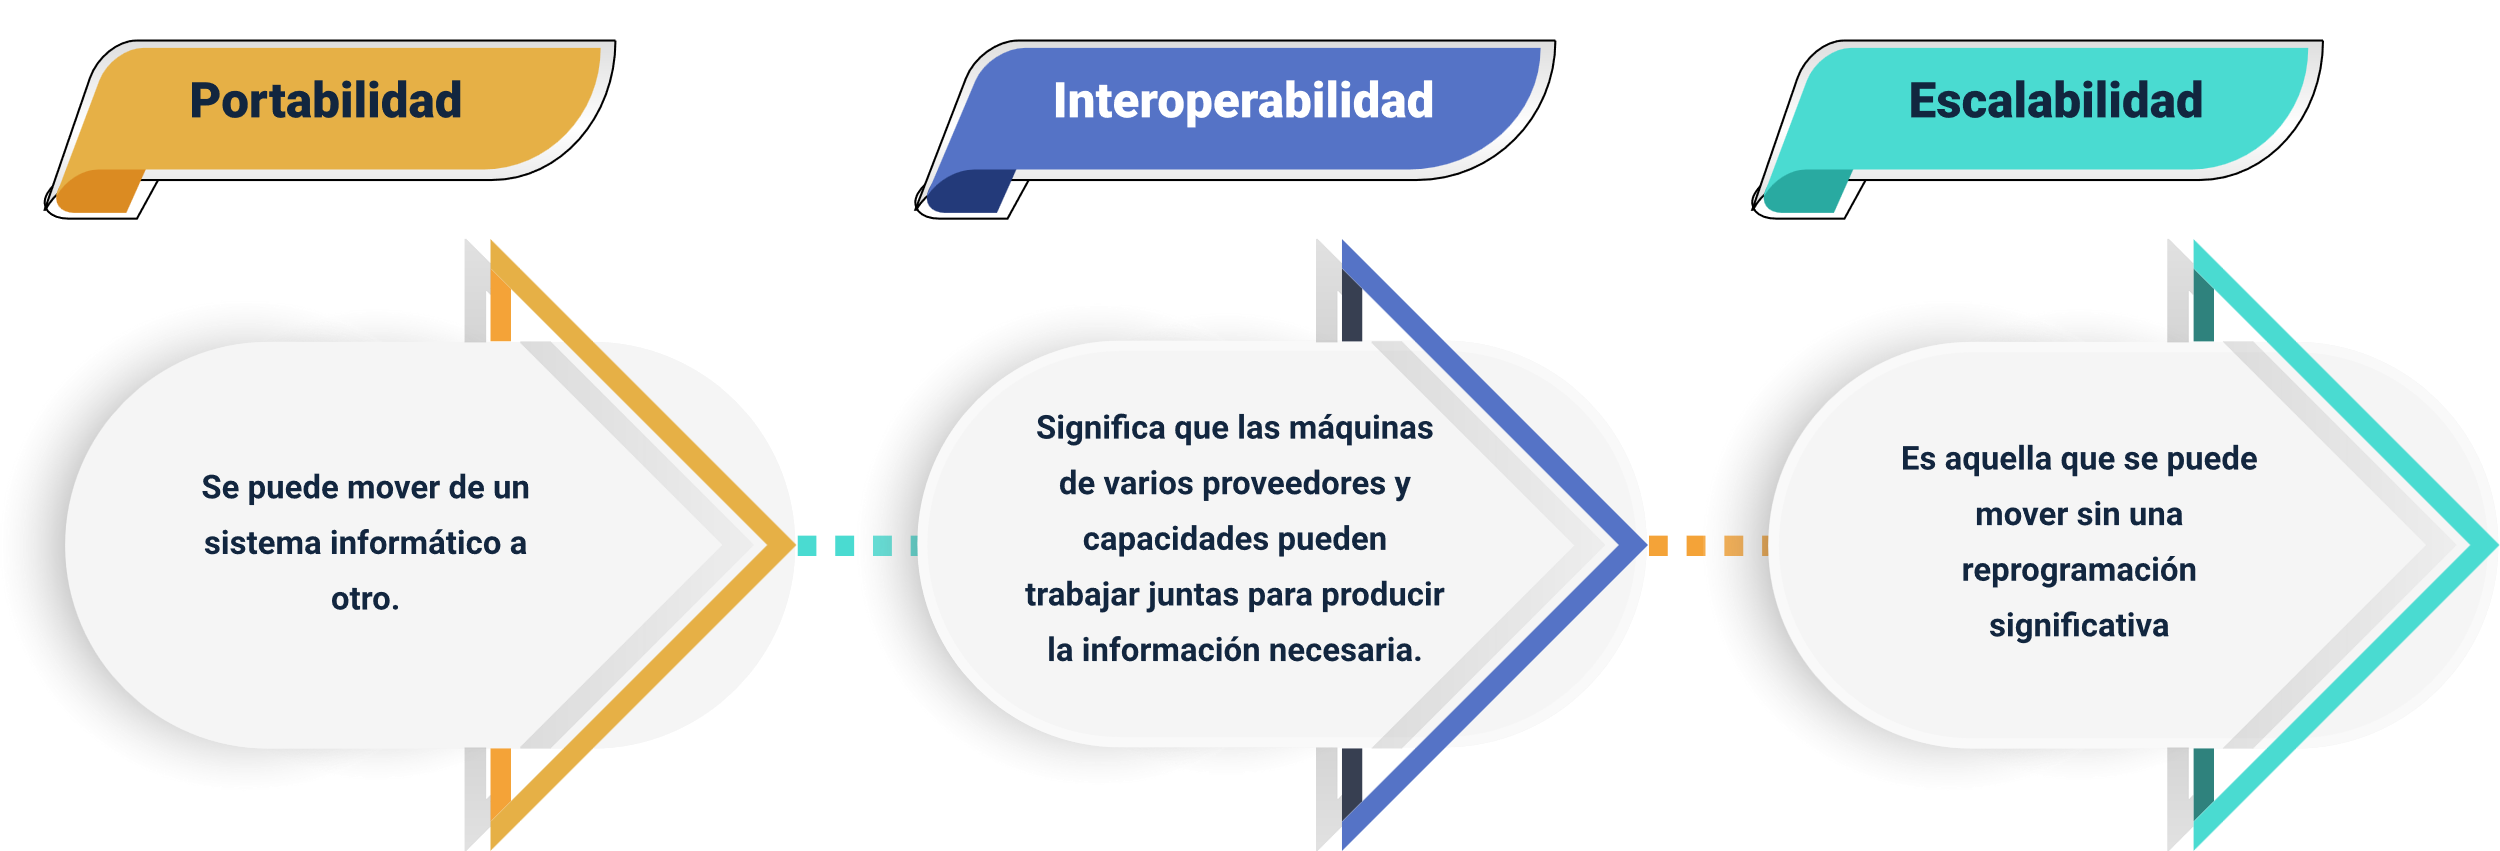 Portabilidad
Interoperabilidad
Escalabilidad
Se puede mover de un
sistema informático a
otro.
Significa que las máquinas
de varios proveedores y
capacidades pueden
trabajar juntas para producir
la información necesaria.
Es aquella que se puede
mover sin una
reprogramación
significativa